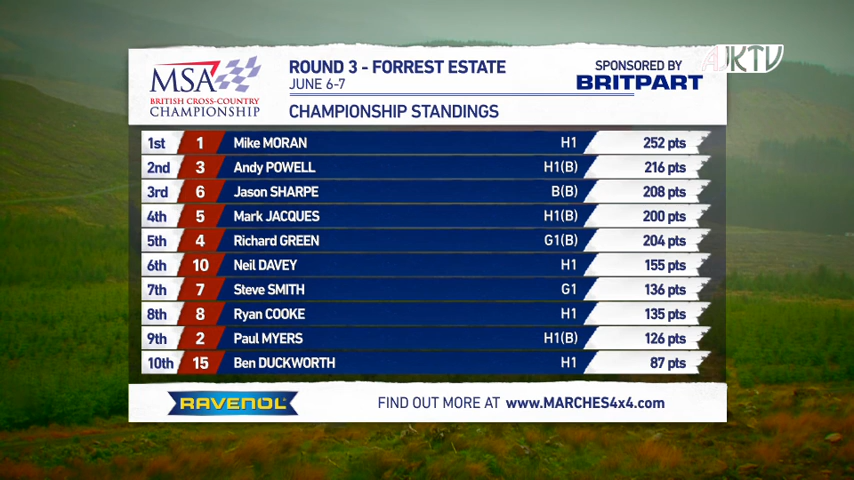 MSA
BRITISH CROSS-COUNTRY
CHAMPIONSHIP
ROUND 3 - FORREST ESTATE
JUNE 6-7
CHAMPIONSHIP STANDINGS
SPONSORED BY
BRITPART
1st 1 Mike MORAN H1 252 pts
2nd 3 Andy POWELL H1(B) 216 pts
3rd 6 Jason SHARPE B(B) 208 pts
4th 5 Mark JACQUES H1(B) 200 pts
5th 4 Richard GREEN G1(B) 204 pts
6th 10 Neil DAVEY H1 155 pts
7th 7 Steve SMITH G1 136 pts
8th 8 Ryan COOKE H1 135 pts
9th 2 Paul MYERS H1(B) 126 pts
10th 15 Ben DUCKWORTH H1 87 pts
RAVENOL
FIND OUT MORE AT www.MARCHES4x4.com